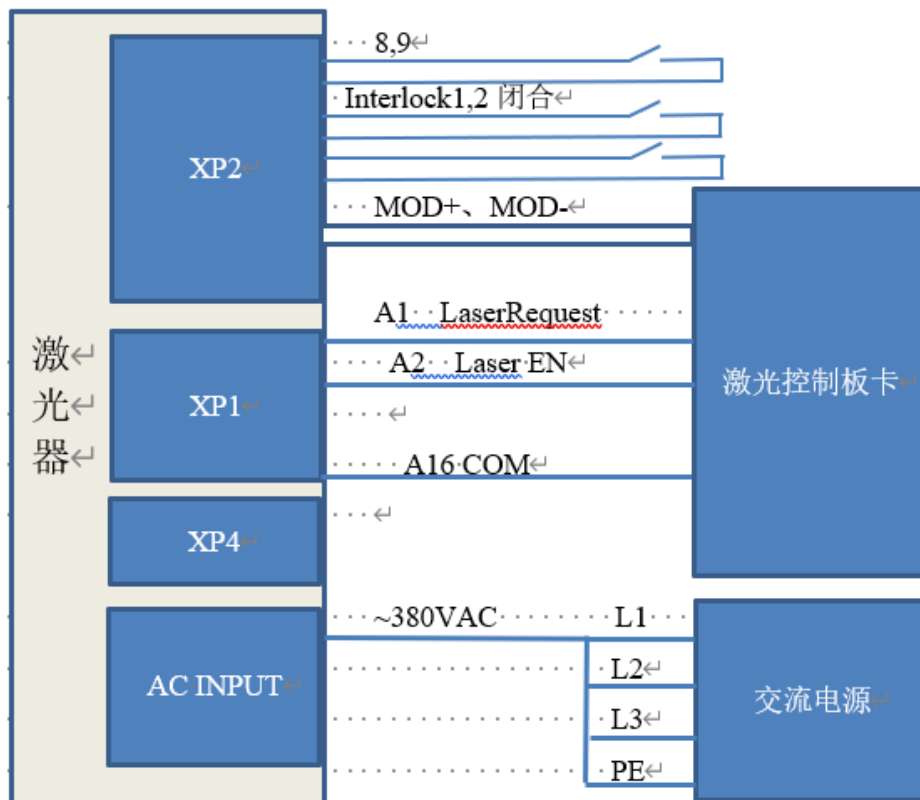 8,9
Interlock1,2 闭合
XP2
MOD+、MOD-
A1 LaserRequest
激
光
器
A2 Laser EN
激光控制板卡
XP1
A16 COM
XP4
~380VAC L1
L2
AC INPUT
交流电源
L3
PE